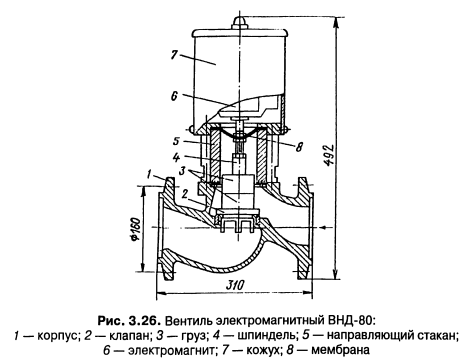 7
6
5
4
3
1
2
8
492
Ф160
310
Рис. 3.26. Вентиль электромагнитный ВНД-80:
1 — корпус; 2 — клапан; 3 — груз; 4 — шпиндель; 5 — направляющий стакан;
6 — электромагнит; 7 — кожух; 8 — мембрана